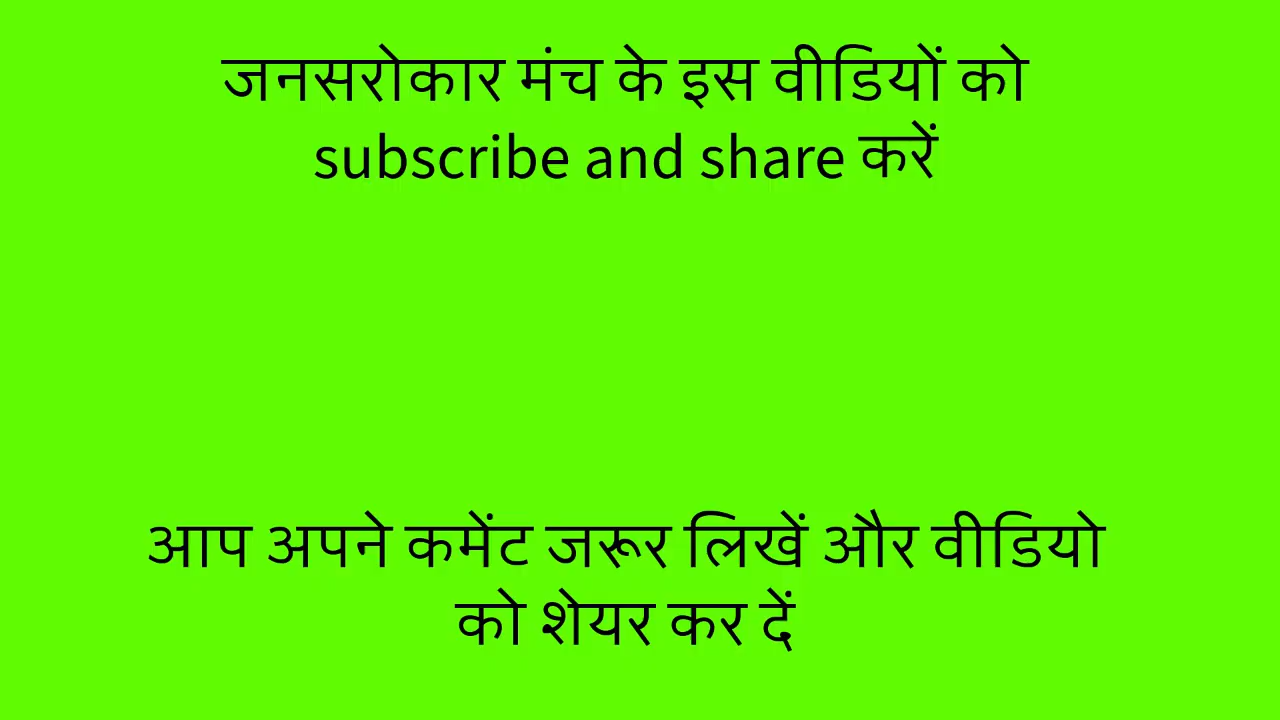 जनसरोकार मंच के इस वीडियों को
subscribe and share करें
आप अपने कमेंट जरूर लिखें और वीडियो
को शेयर कर दें